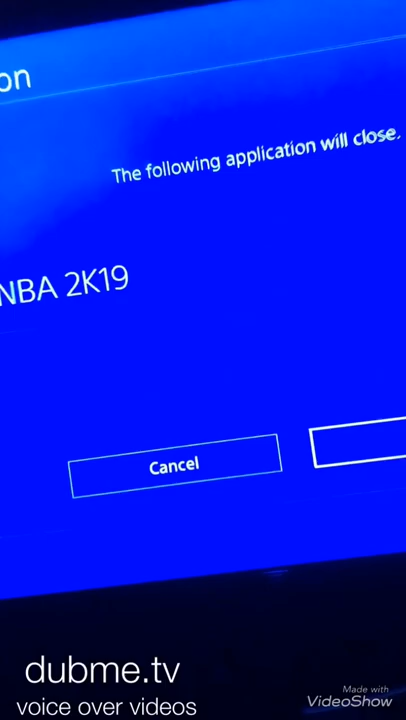 on
The following application will close.
NBA 2K19
Cancel
dubme.tv
voice over videos
Made with
VideoShow